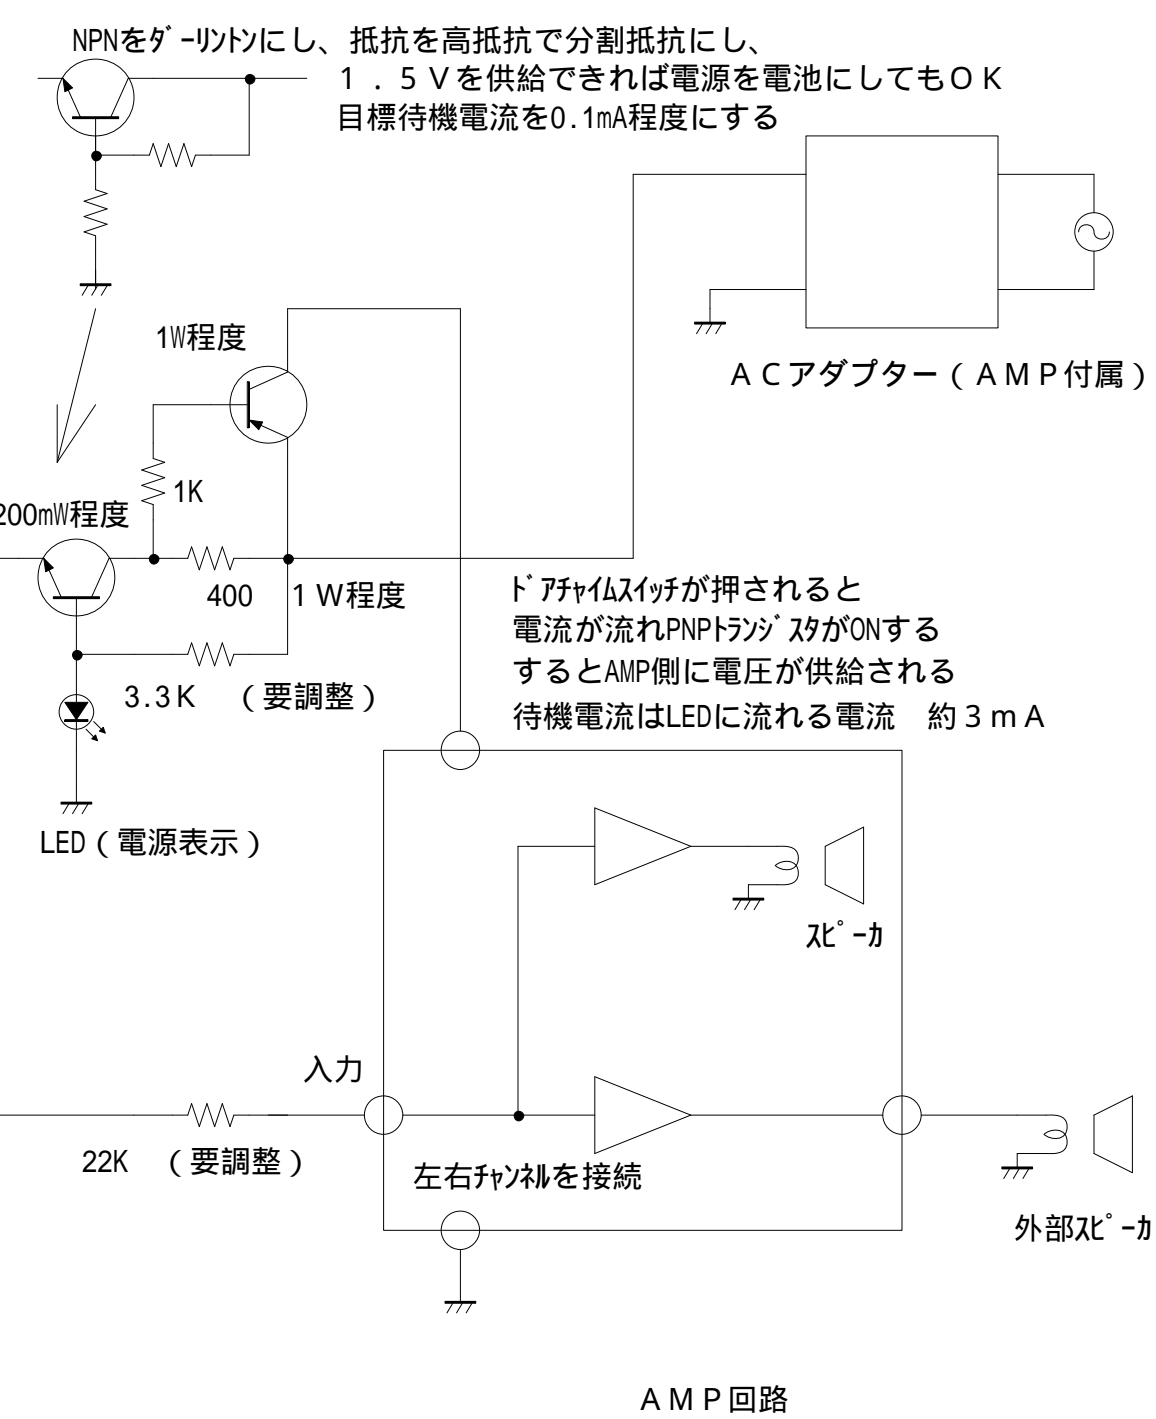 NPNをﾀﾞｰﾘﾝﾄﾝにし、抵抗を高抵抗で分割抵抗にし、
１．５Ｖを供給できれば電源を電池にしてもＯＫ
目標待機電流を0.1mA程度にする
ＡＣアダプター（ＡＭＰ付属）
1W程度
1K
200mW程度
400　１Ｗ程度
3.3Ｋ　（要調整）
LED（電源表示）
ﾄﾞｱﾁｬｲﾑｽｲｯﾁが押されると
電流が流れPNPﾄﾗﾝｼﾞｽﾀがONする
するとAMP側に電圧が供給される
待機電流はLEDに流れる電流　約３ｍＡ
ｽﾋﾟｰｶ
入力
22K　（要調整）
左右ﾁｬﾝﾈﾙを接続
外部ｽﾋﾟｰｶ
ＡＭＰ回路